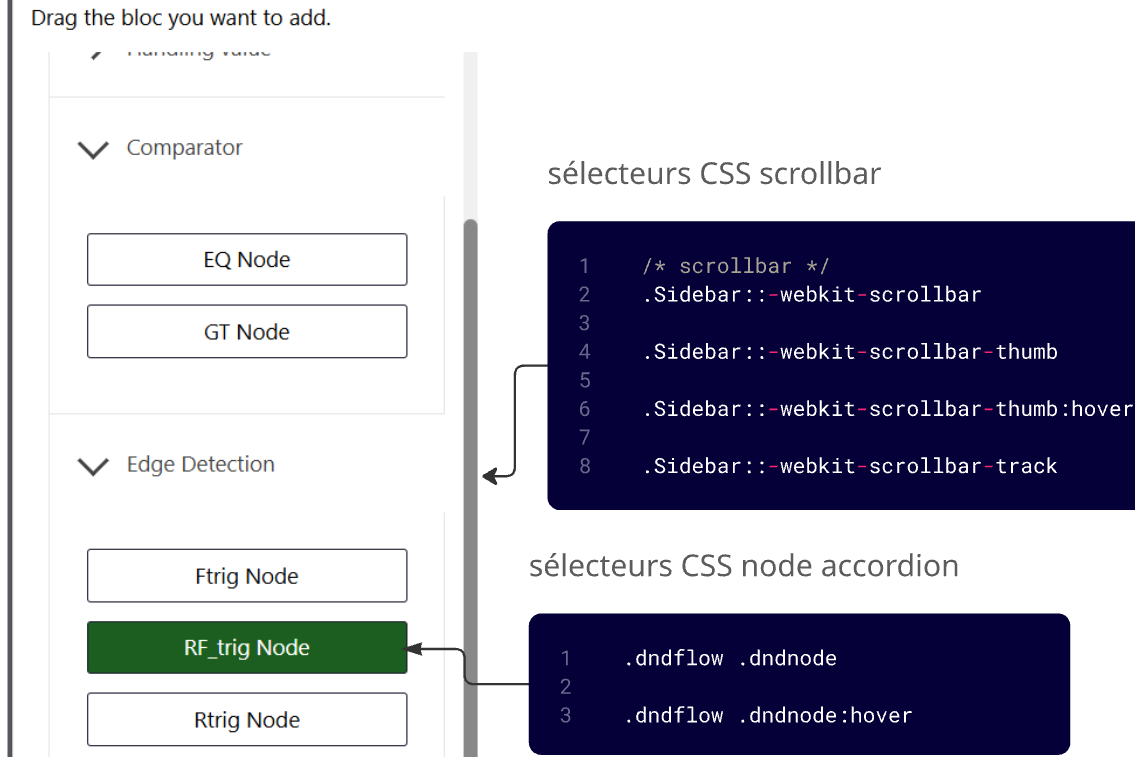 Drag the bloc you want to add.
Handling value
Comparator
EQ Node
GT Node
Edge Detection
Ftrig Node
RF_trig Node
Rtrig Node
sélecteurs CSS scrollbar
1 /* scrollbar */
2 .Sidebar::-webkit-scrollbar
3
4 .Sidebar::-webkit-scrollbar-thumb
5
6 .Sidebar::-webkit-scrollbar-thumb:hover
7
8 .Sidebar::-webkit-scrollbar-track
sélecteurs CSS node accordion
1 .dndflow .dndnode
2
3 .dndflow .dndnode:hover